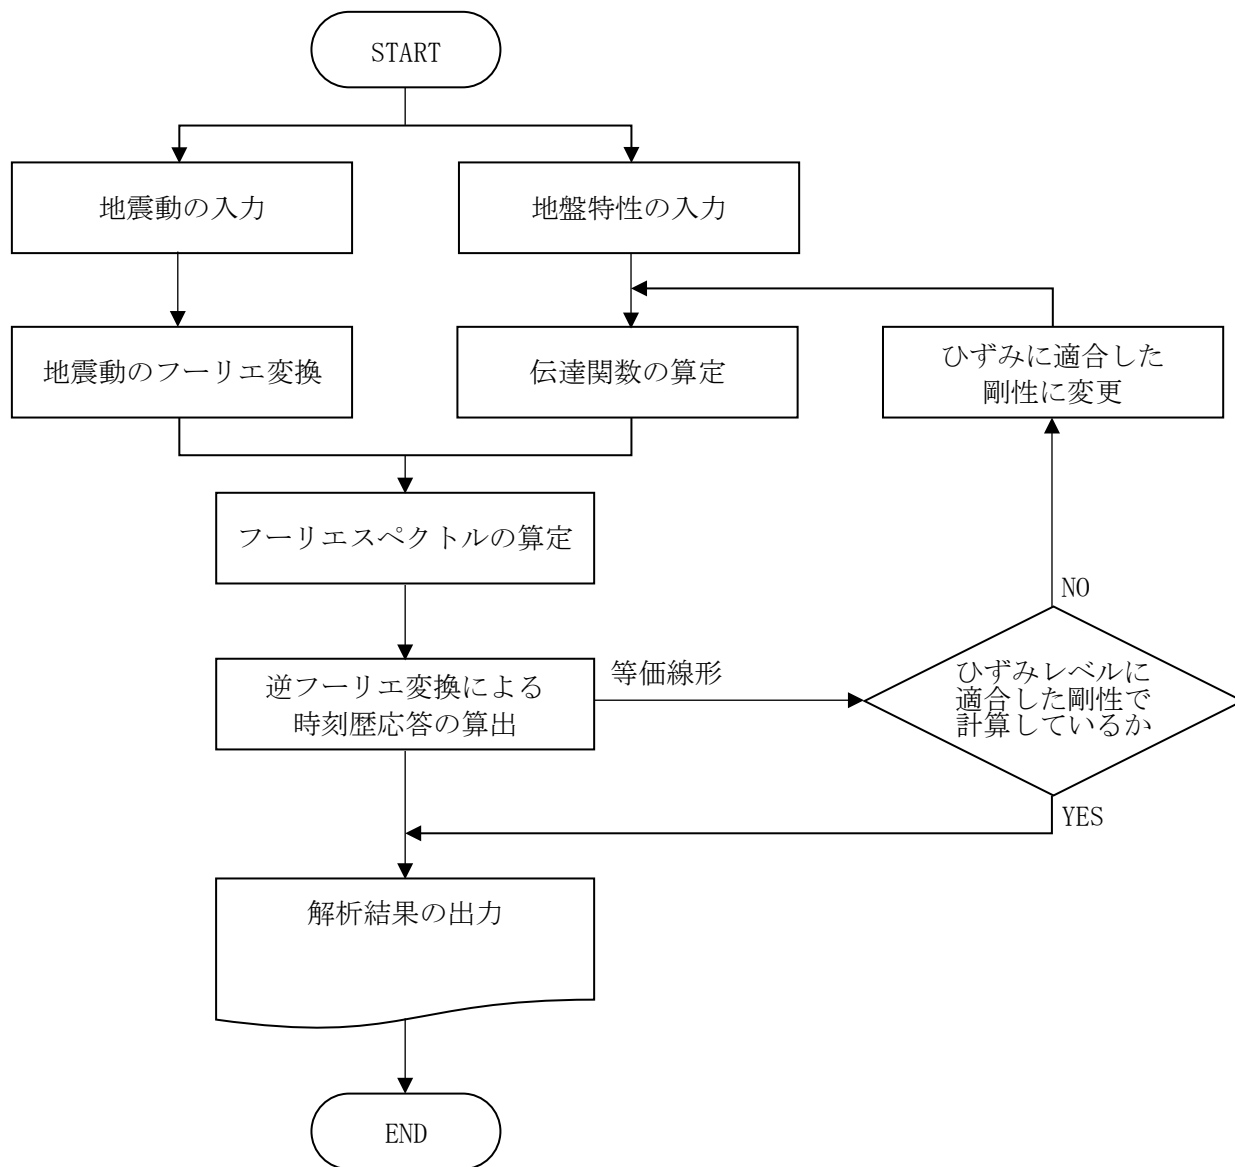 START
地震動の入力
地盤特性の入力
地震動のフーリエ変換
伝達関数の算定
ひずみに適合した
剛性に変更
フーリエスペクトルの算定
NO
逆フーリエ変換による
時刻歴応答の算出
等価線形
ひずみレベルに
適合した剛性で
計算しているか
YES
解析結果の出力
END